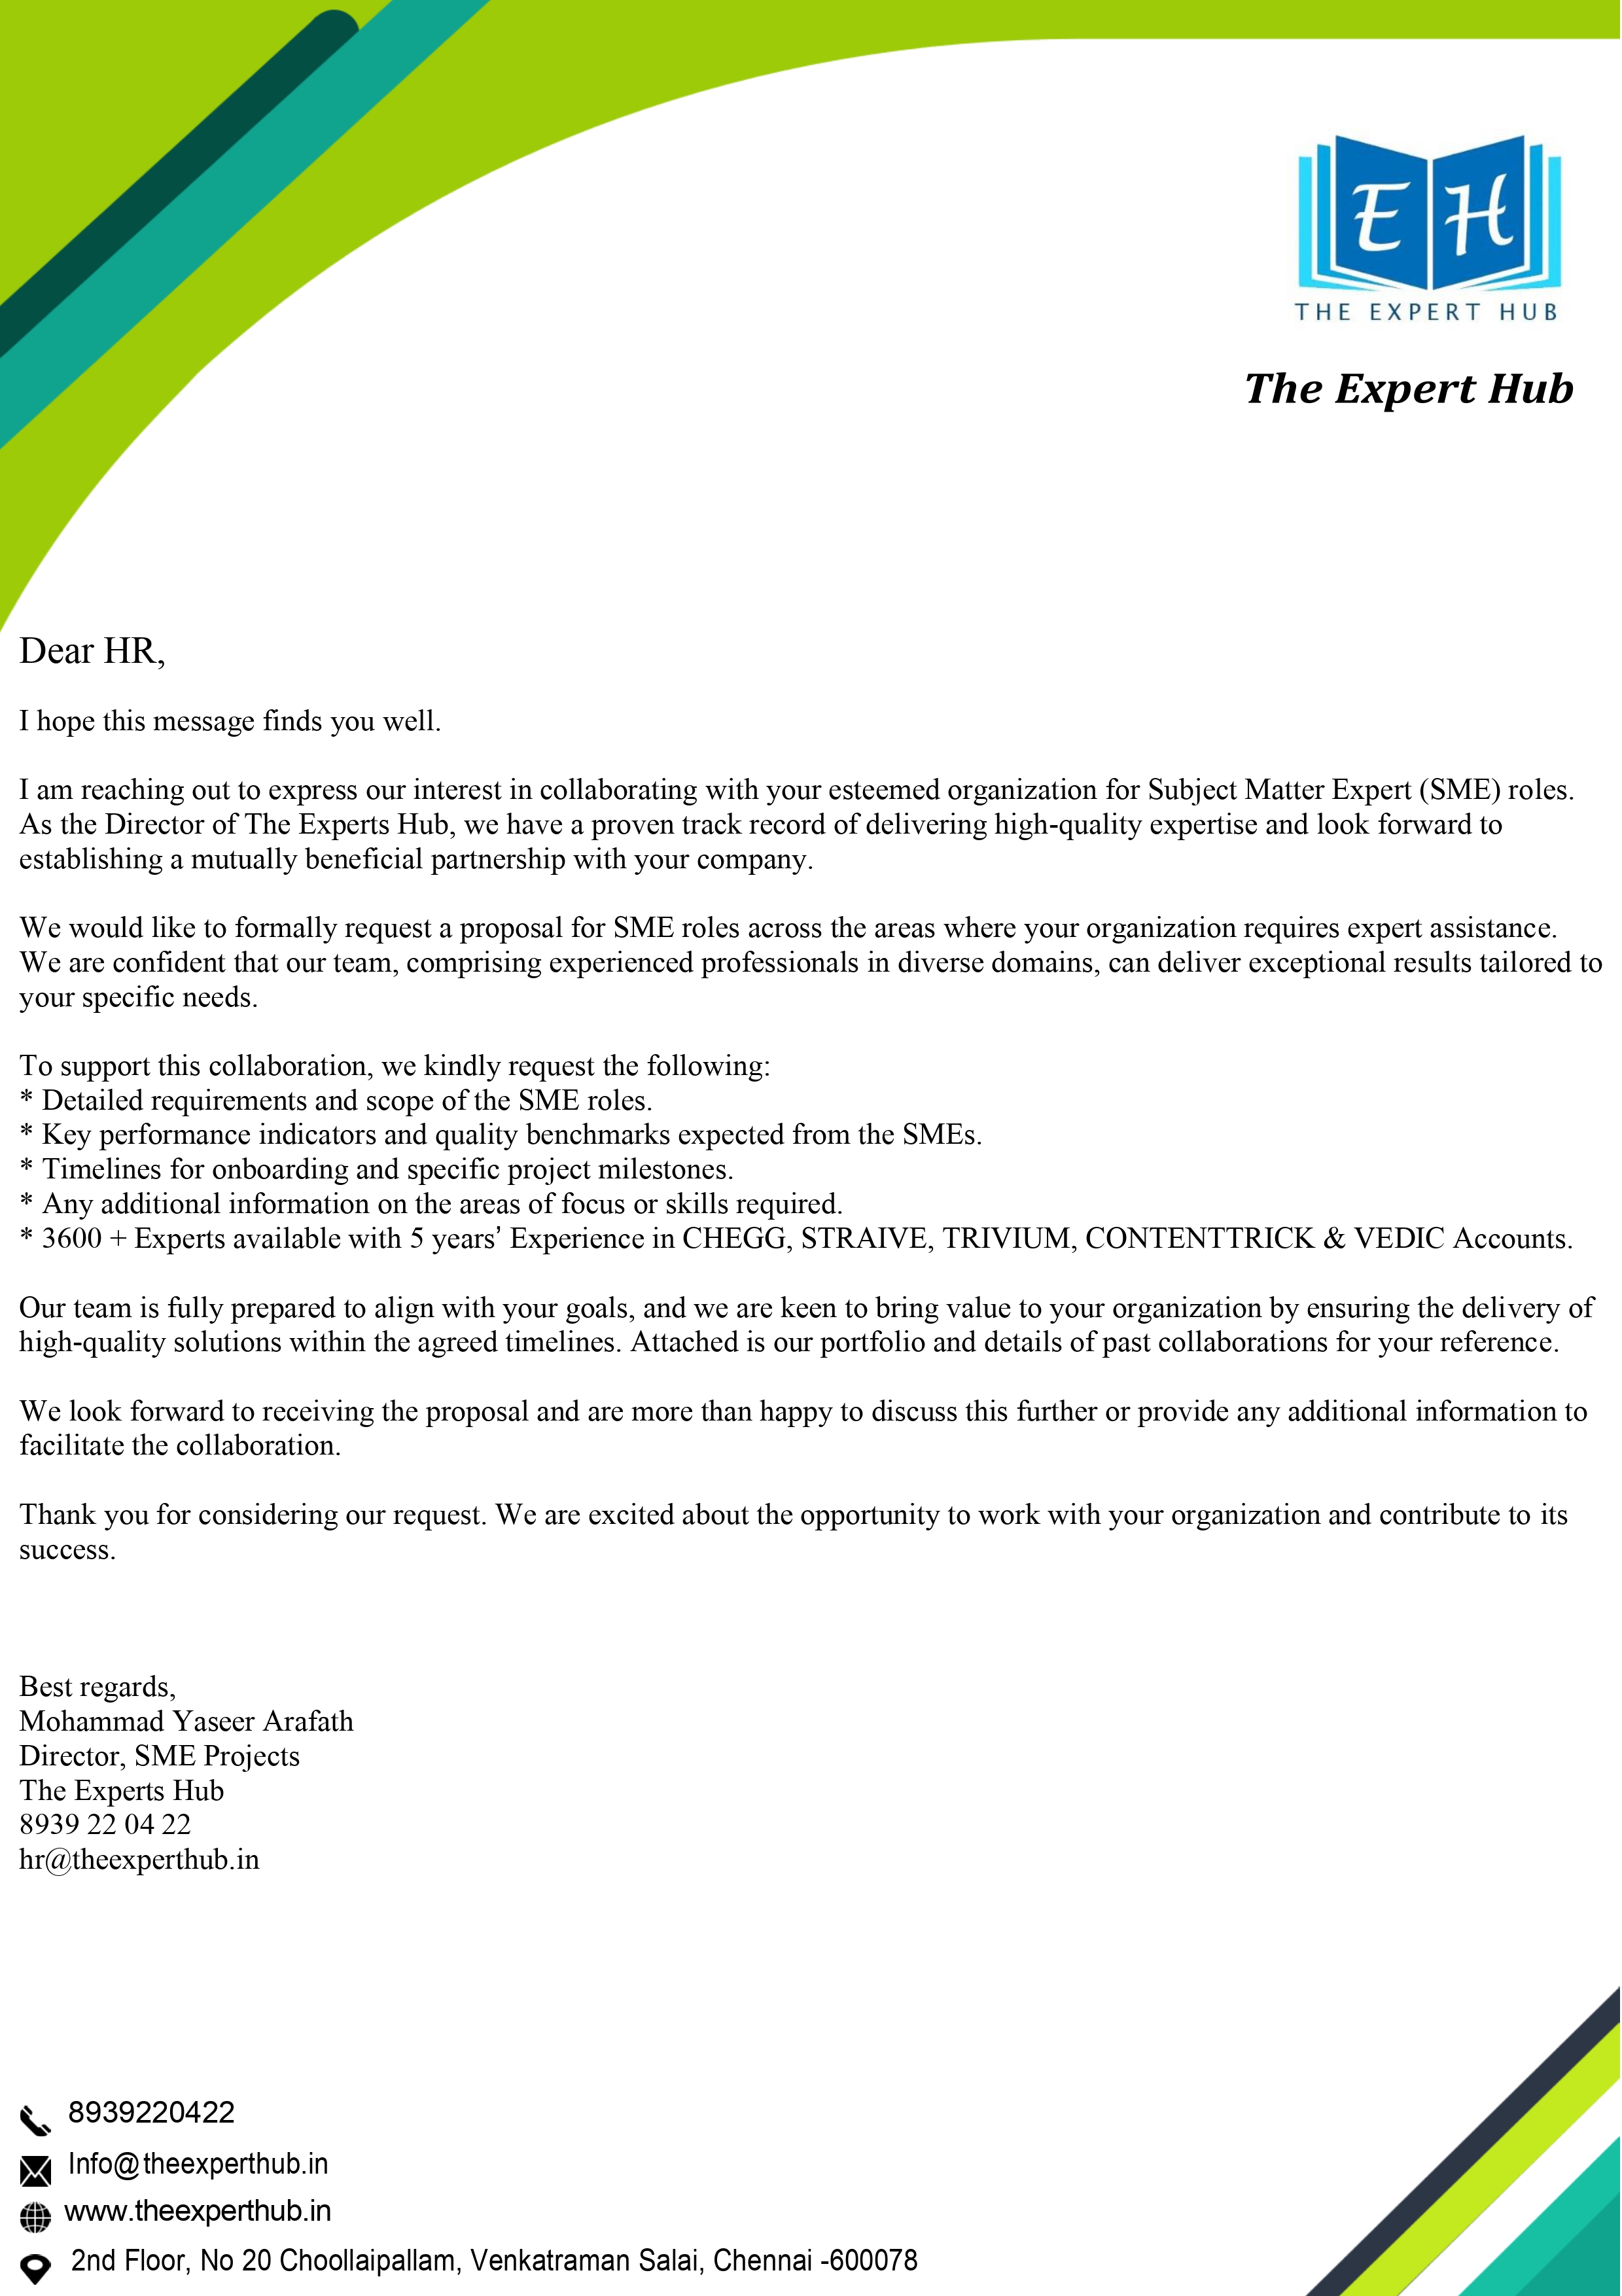 E H
THE EXPERT HUB
The Expert Hub
Dear HR,
I hope this message finds you well.
I am reaching out to express our interest in collaborating with your esteemed organization for Subject Matter Expert (SME) roles.
As the Director of The Experts Hub, we have a proven track record of delivering high-quality expertise and look forward to
establishing a mutually beneficial partnership with your company.
We would like to formally request a proposal for SME roles across the areas where your organization requires expert assistance.
We are confident that our team, comprising experienced professionals in diverse domains, can deliver exceptional results tailored to
your specific needs.
To support this collaboration, we kindly request the following:
* Detailed requirements and scope of the SME roles.
* Key performance indicators and quality benchmarks expected from the SMEs.
* Timelines for onboarding and specific project milestones.
* Any additional information on the areas of focus or skills required.
* 3600 + Experts available with 5 years’ Experience in CHEGG, STRAIVE, TRIVIUM, CONTENTTRICK & VEDIC Accounts.
Our team is fully prepared to align with your goals, and we are keen to bring value to your organization by ensuring the delivery of
high-quality solutions within the agreed timelines. Attached is our portfolio and details of past collaborations for your reference.
We look forward to receiving the proposal and are more than happy to discuss this further or provide any additional information to
facilitate the collaboration.
Thank you for considering our request. We are excited about the opportunity to work with your organization and contribute to its
success.
Best regards,
Mohammad Yaseer Arafath
Director, SME Projects
The Experts Hub
8939 22 04 22
hr@theexperthub.in
8939220422
Info@theexperthub.in
www.theexperthub.in
2nd Floor, No 20 Choollaipallam, Venkatraman Salai, Chennai -600078